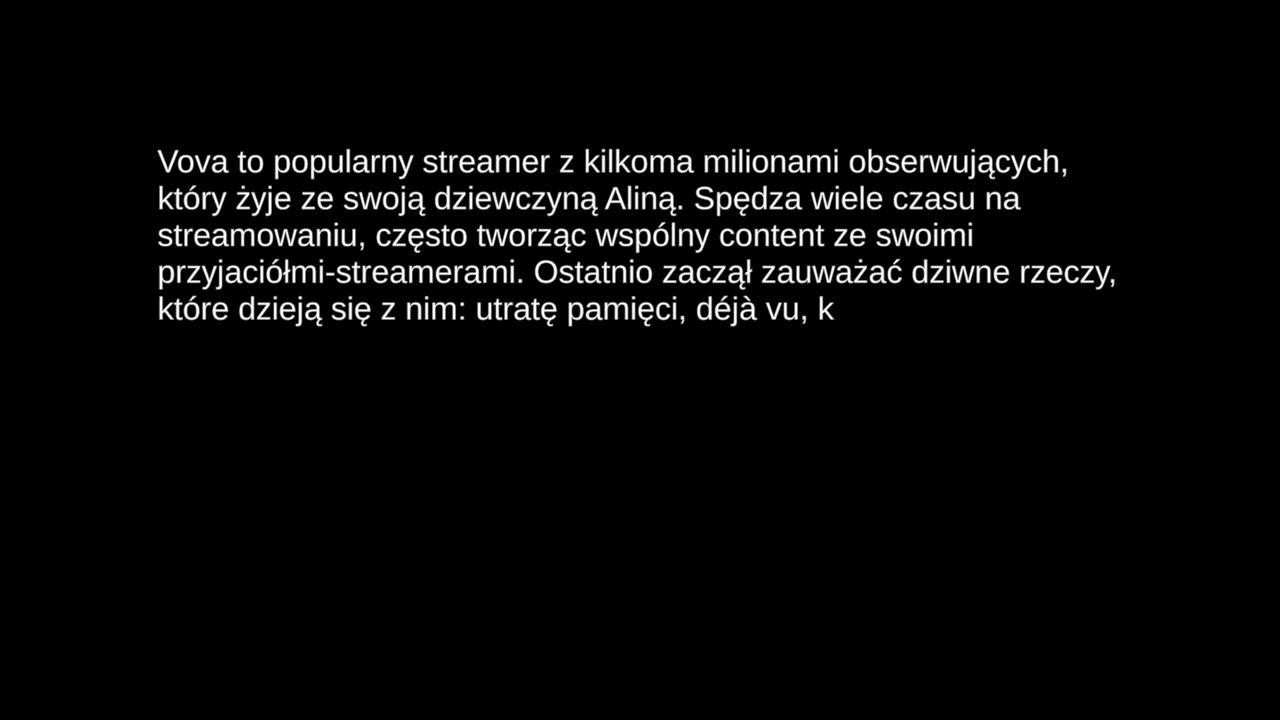 Vova to popularny streamer z kilkoma milionami obserwujących,
który żyje ze swoją dziewczyną Aliną. Spędza wiele czasu na
streamowaniu, często tworząc wspólny content ze swoimi
przyjaciółmi-streamerami. Ostatnio zaczął zauważać dziwne rzeczy,
które dzieją się z nim: utratę pamięci, déjà vu, k